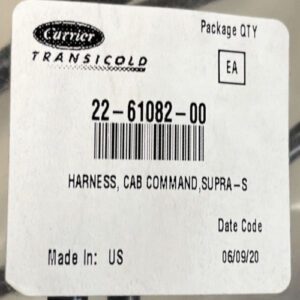 Carrier
TRANSICOLD
Package QTY
EA
22-61082-00
HARNESS, CAB COMMAND,SUPRA-S
Date Code
Made In: US
06/09/20